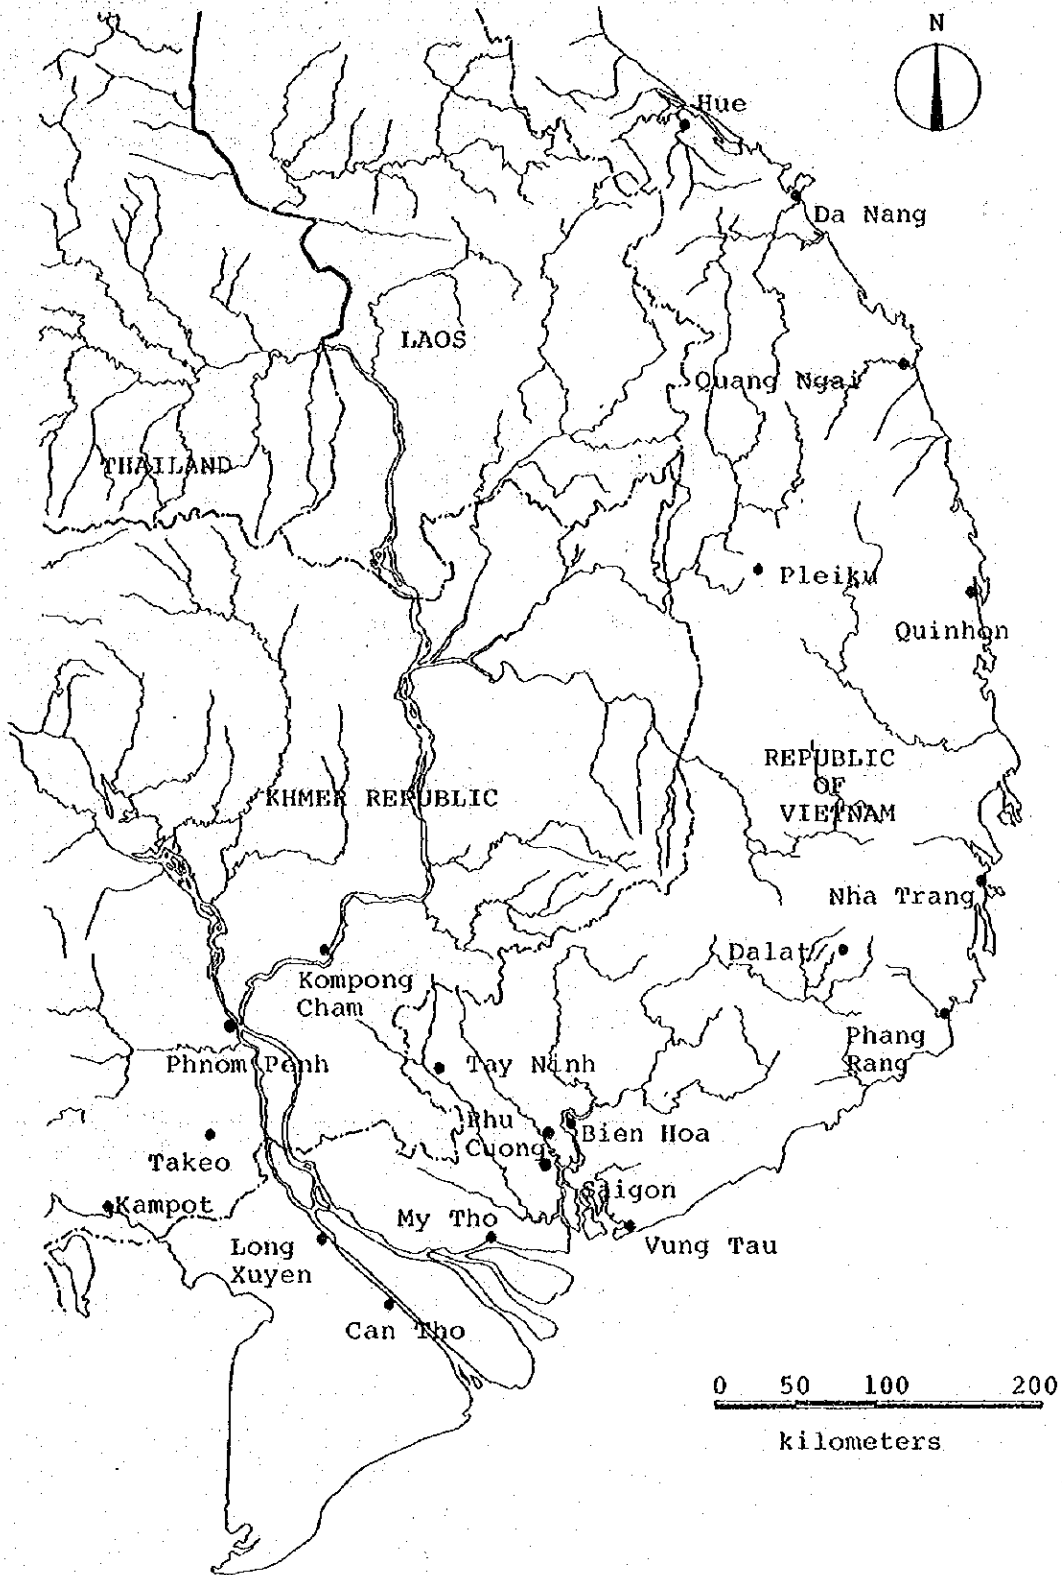 N
Hue
Da Nang
LAOS
Quang Ngai
THAILAND
Pleiku
Quinhon
REPUBLIC
OF
VIETNAM
KHMER REPUBLIC
Nha Trang
Dalat
Kompong
Cham
Phang
Rang
Phnom Penh
Tay Ninh
Phu
Cuong
Bien Hoa
Takeo
Saigon
Kampot
My Tho
Vung Tau
Long
Xuyen
Can Tho
0 50 100 200
kilometers